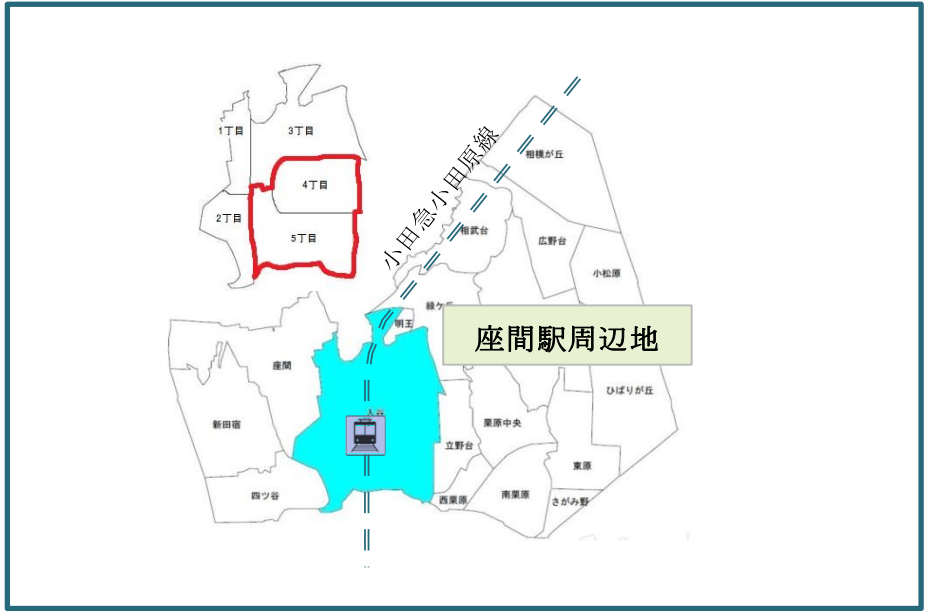 1丁目
3丁目
4丁目
2丁目
5丁目
小田急小田原線
相模が丘
相武台
広野台
小松原
緑ケ丘
明王
座間駅周辺地
座間
ひばりが丘
入谷
新田宿
栗原中央
立野台
東原
四ツ谷
西栗原
南栗原
さがみ野